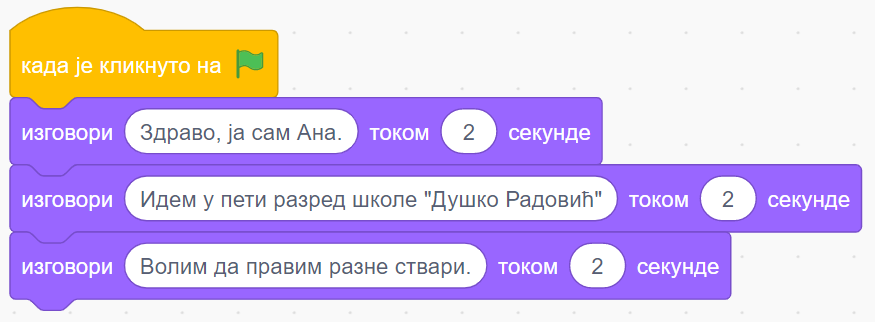 када је кликнуто на
изговори Здраво, ја сам Ана. током 2 секунде
изговори Идем у пети разред школе "Душко Радовић" током 2 секунде
изговори Волим да правим разне ствари. током 2 секунде